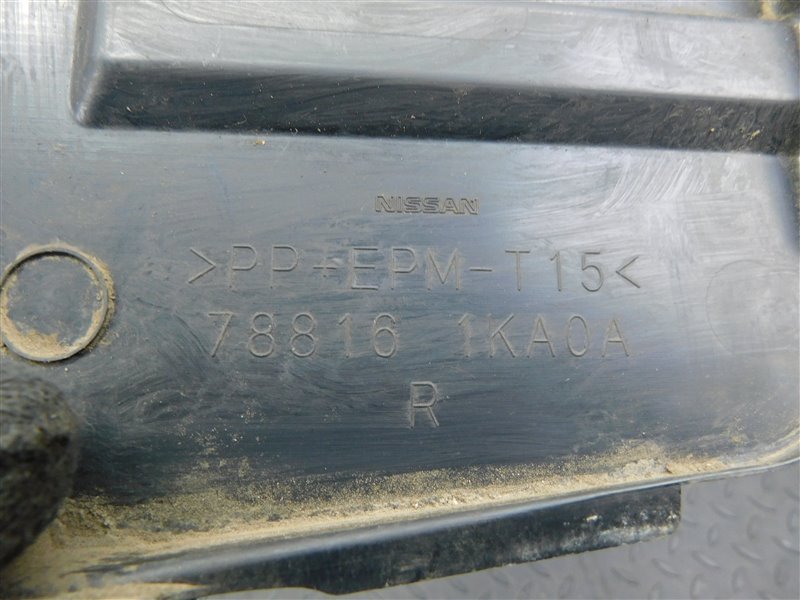 NISSAN
>PP+EPM-T15<
78816 1KA0A
R